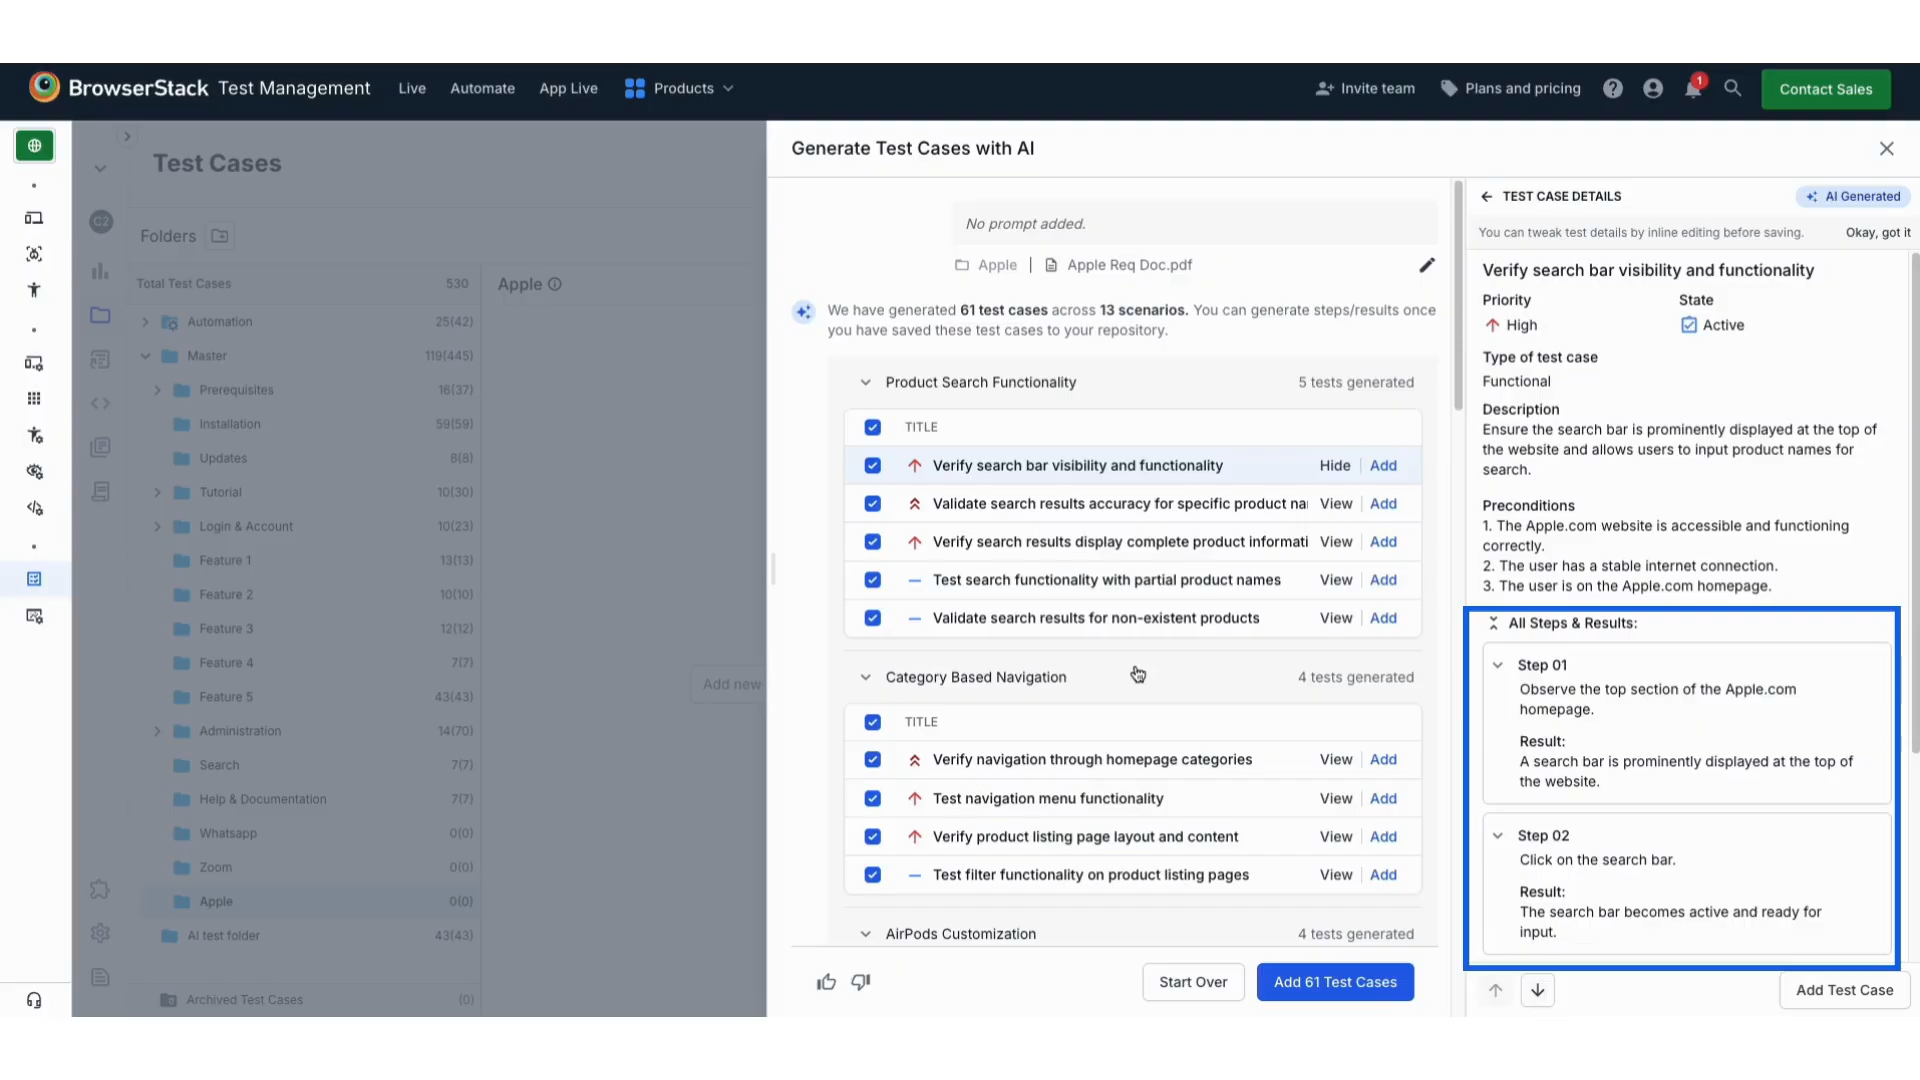 BrowserStack Test Management
Live
Automate
App Live
Products
Invite team
Plans and pricing
1
Contact Sales
Test Cases
C2
Folders
Total Test Cases 530
Automation 25(42)
Master 119(445)
Prerequisites 16(37)
Installation 59(59)
Updates 8(8)
Tutorial 10(30)
Login & Account 10(23)
Feature 1 13(13)
Feature 2 10(10)
Feature 3 12(12)
Feature 4 7(7)
Feature 5 43(43)
Administration 14(70)
Search 7(7)
Help & Documentation 7(7)
Whatsapp 0(0)
Zoom 0(0)
Apple 0(0)
AI test folder 43(43)
Archived Test Cases (0)
Apple
Add new
Generate Test Cases with AI
No prompt added.
Apple | Apple Req Doc.pdf
We have generated 61 test cases across 13 scenarios. You can generate steps/results once
you have saved these test cases to your repository.
Product Search Functionality 5 tests generated
TITLE
Verify search bar visibility and functionality Hide Add
Validate search results accuracy for specific product na View Add
Verify search results display complete product informati View Add
Test search functionality with partial product names View Add
Validate search results for non-existent products View Add
Category Based Navigation 4 tests generated
TITLE
Verify navigation through homepage categories View Add
Test navigation menu functionality View Add
Verify product listing page layout and content View Add
Test filter functionality on product listing pages View Add
AirPods Customization 4 tests generated
Start Over
Add 61 Test Cases
TEST CASE DETAILS
AI Generated
You can tweak test details by inline editing before saving. Okay, got it
Verify search bar visibility and functionality
Priority State
High Active
Type of test case
Functional
Description
Ensure the search bar is prominently displayed at the top of
the website and allows users to input product names for
search.
Preconditions
1. The Apple.com website is accessible and functioning
correctly.
2. The user has a stable internet connection.
3. The user is on the Apple.com homepage.
All Steps & Results:
Step 01
Observe the top section of the Apple.com
homepage.
Result:
A search bar is prominently displayed at the top of
the website.
Step 02
Click on the search bar.
Result:
The search bar becomes active and ready for
input.
Add Test Case